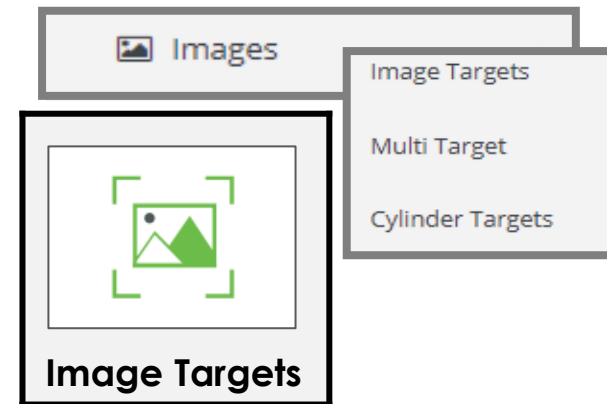 Images
Image Targets
Multi Target
Cylinder Targets
Image Targets